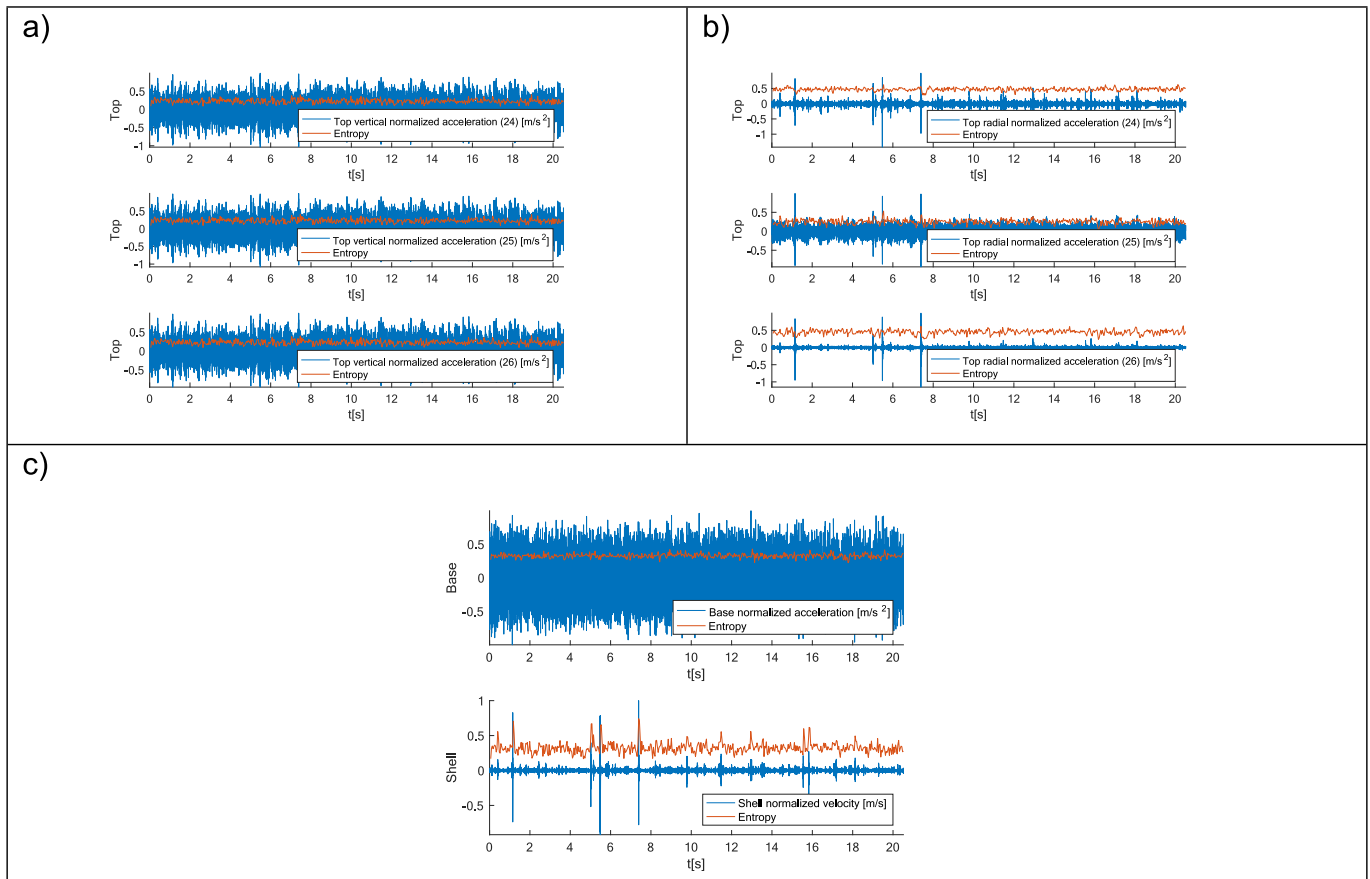 a)
0.5
0
-0.5
-1
Top
0 2 4 6 8 10 12 14 16 18 20
t[s]
Top vertical normalized acceleration (24) [m/s²]
Entropy
0.5
0
-0.5
-1
Top
0 2 4 6 8 10 12 14 16 18 20
t[s]
Top vertical normalized acceleration (25) [m/s²]
Entropy
0.5
0
-0.5
Top
0 2 4 6 8 10 12 14 16 18 20
t[s]
Top vertical normalized acceleration (26) [m/s²]
Entropy
b)
0.5
0
-0.5
-1
Top
0 2 4 6 8 10 12 14 16 18 20
t[s]
Top radial normalized acceleration (24) [m/s²]
Entropy
0.5
0
-0.5
Top
0 2 4 6 8 10 12 14 16 18 20
t[s]
Top radial normalized acceleration (25) [m/s²]
Entropy
0.5
0
-0.5
-1
Top
0 2 4 6 8 10 12 14 16 18 20
t[s]
Top radial normalized acceleration (26) [m/s²]
Entropy
c)
0.5
0
-0.5
Base
0 2 4 6 8 10 12 14 16 18 20
t[s]
Base normalized acceleration [m/s²]
Entropy
1
0.5
0
-0.5
Shell
0 2 4 6 8 10 12 14 16 18 20
t[s]
Shell normalized velocity [m/s]
Entropy